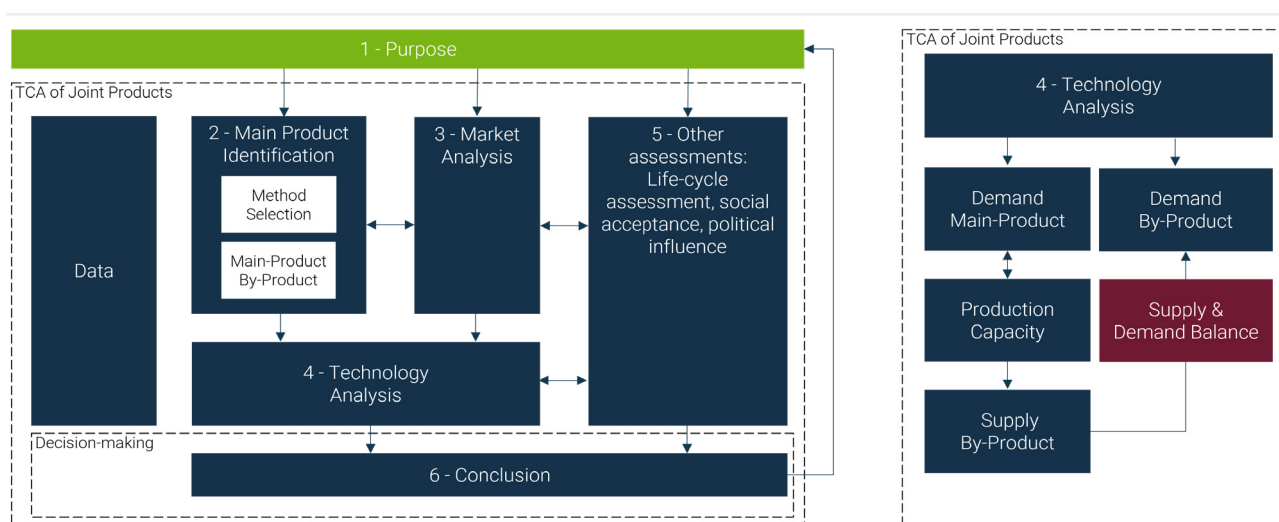 1 - Purpose
TCA of Joint Products
Data
2 - Main Product
Identification
Method
Selection
Main-Product
By-Product
3 - Market
Analysis
5 - Other
assessments:
Life-cycle
assessment, social
acceptance, political
influence
4 - Technology
Analysis
Decision-making
6 - Conclusion
TCA of Joint Products
4 - Technology
Analysis
Demand
Main-Product
Demand
By-Product
Production
Capacity
Supply &
Demand Balance
Supply
By-Product